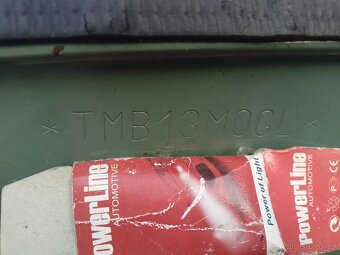 *TMB13M0GL*
PowerLine
AUTOMOTIVE
Power of Light
PowerLine
AUTOMOTIVE